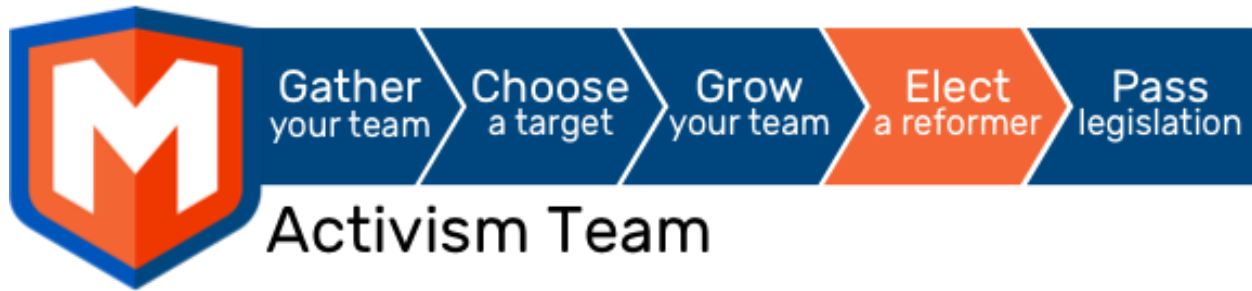 M
Gather
your team
Choose
a target
Grow
your team
Elect
a reformer
Pass
legislation
Activism Team